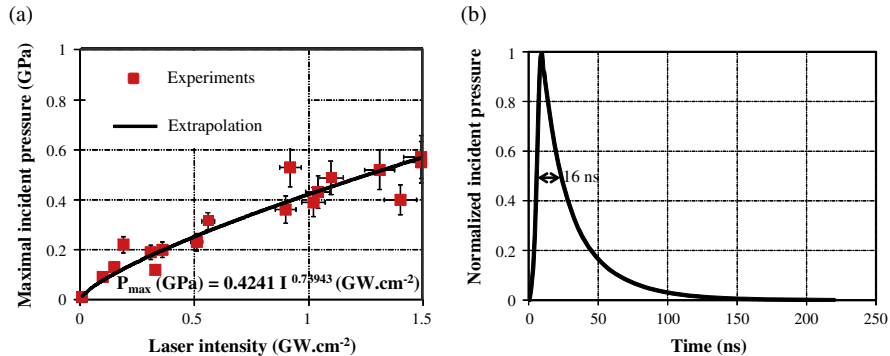 (a)
Maximal incident pressure (GPa)
1
0.8
0.6
0.4
0.2
0
Experiments
Extrapolation
P_max (GPa) = 0.4241 I^0.73943 (GW.cm^-2)
0 0.5 1 1.5
Laser intensity (GW.cm^-2)
(b)
Normalized incident pressure
1
0.8
0.6
0.4
0.2
0
16 ns
0 50 100 150 200 250
Time (ns)